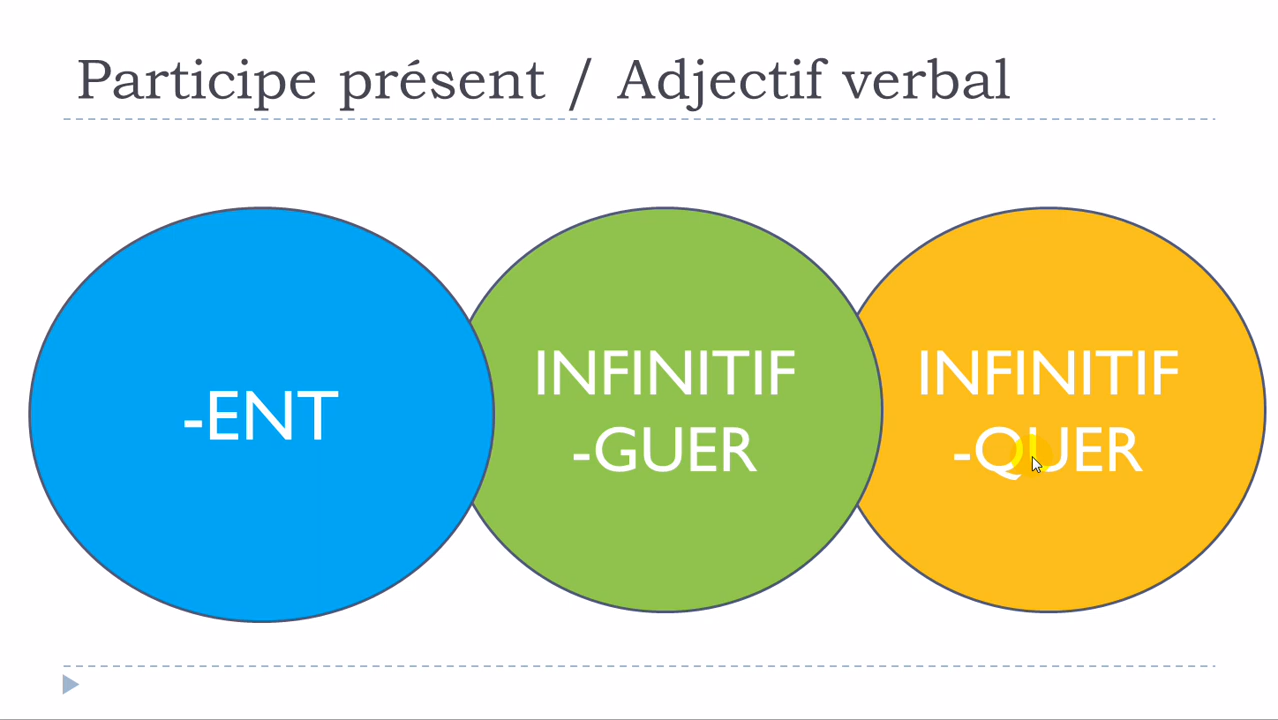 Participe présent / Adjectif verbal
-ENT
INFINITIF
-GUER
INFINITIF
-QUER